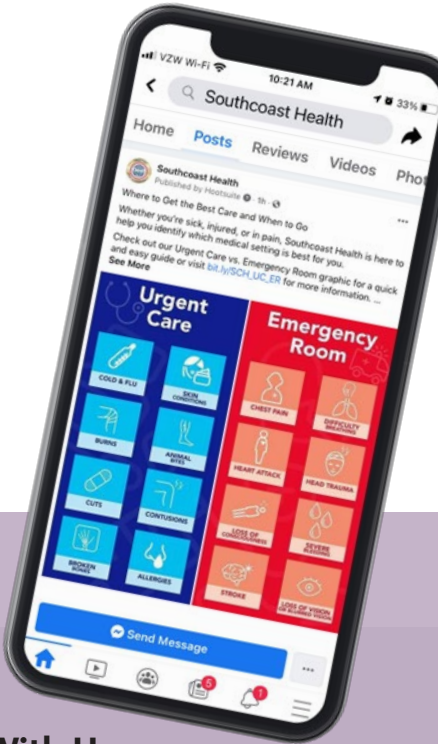 VZW Wi-Fi
10:21 AM
33%
Southcoast Health
Home Posts Reviews Videos Phot
Southcoast Health
Published by Hootsuite · 1h ·
Where to Get the Best Care and When to Go
Whether you're sick, injured, or in pain, Southcoast Health is here to
help you identify which medical setting is best for you.
Check out our Urgent Care vs. Emergency Room graphic for a quick
and easy guide or visit bit.ly/SCH_UC_ER for more information. ...
See More
Urgent
Care
COLD & FLU
SKIN
CONDITIONS
BURNS
ANIMAL
BITES
CUTS
CONTUSIONS
BROKEN
BONES
ALLERGIES
Emergency
Room
CHEST PAIN
DIFFICULTY
BREATHING
HEART ATTACK
HEAD TRAUMA
LOSS OF
CONSCIOUSNESS
SEVERE
BLEEDING
STROKE
LOSS OF VISION
OR BLURRED VISION
Send Message
5
1